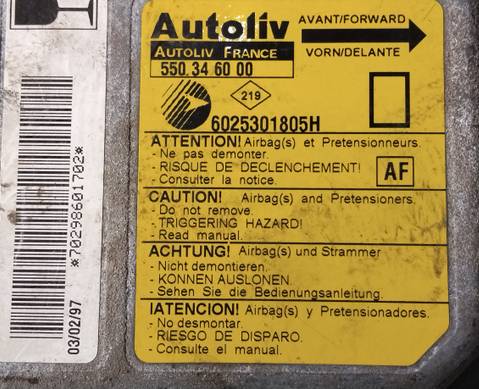 Autoliv
AUTOLIV FRANCE
550 34 60 00
AVANT/FORWARD
VORN/DELANTE
219
6025301805H
ATTENTION! Airbag(s) et Pretensionneurs.
- Ne pas demonter.
- RISQUE DE DECLENCHEMENT!
- Consulter la notice.
AF
CAUTION! Airbag(s) and Pretensioners.
- Do not remove.
- TRIGGERING HAZARD!
- Read manual.
ACHTUNG! Airbag(s) und Strammer
- Nicht demontieren.
- KONNEN AUSLONEN.
- Sehen Sie die Bedienungsanleitung.
!ATENCION! Airbag(s) y Pretensionadores.
- No desmontar.
- RIESGO DE DISPARO.
- Consulte el manual.
*70298601702*
03/02/97